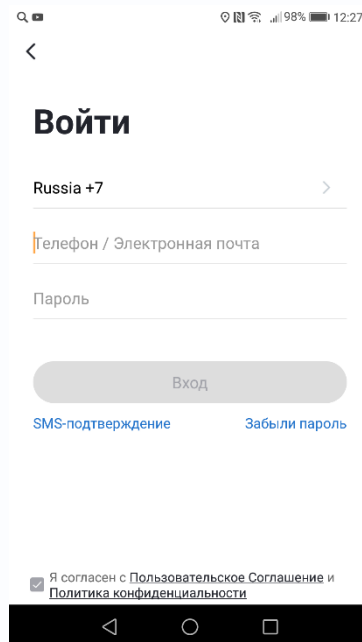 98% 12:27
Войти
Russia +7
Телефон / Электронная почта
Пароль
Вход
SMS-подтверждение Забыли пароль
Я согласен с Пользовательское Соглашение и
Политика конфиденциальности